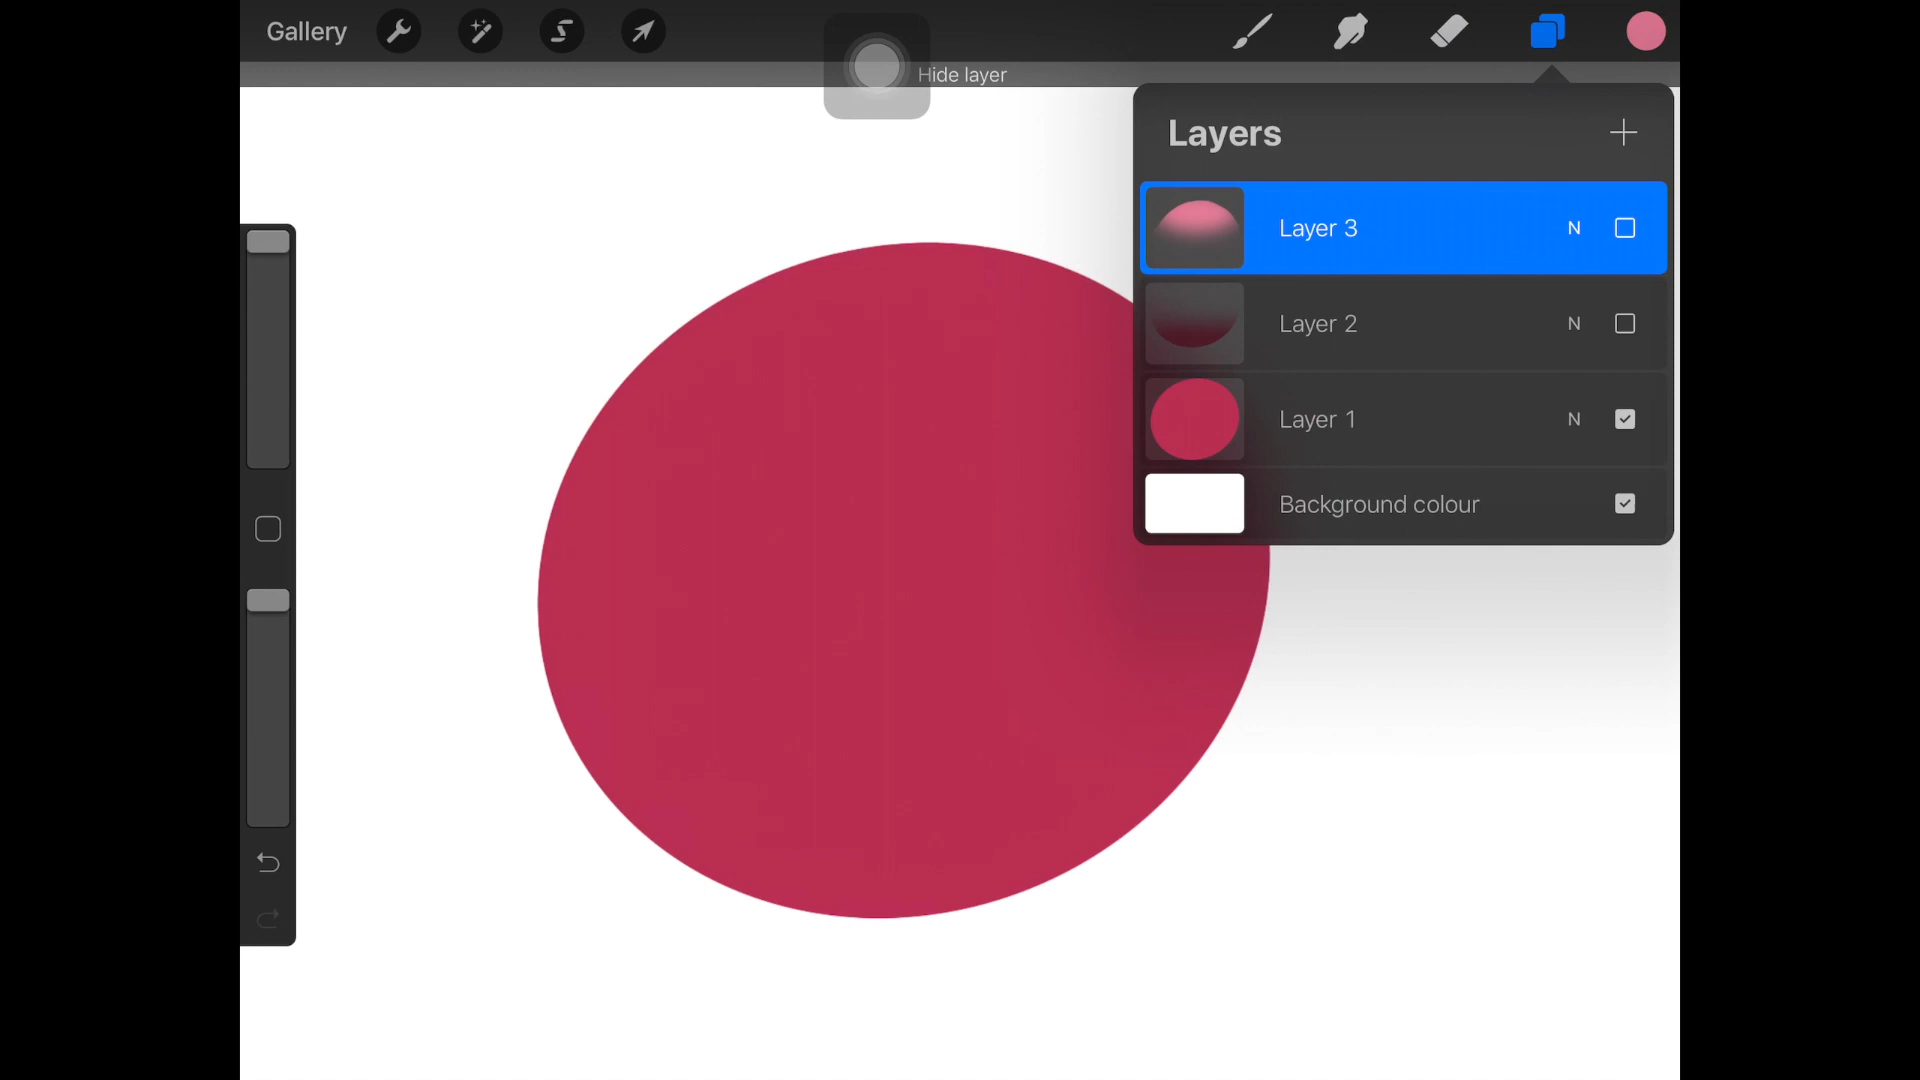 Gallery
Hide layer
Layers
Layer 3 N
Layer 2 N
Layer 1 N
Background colour